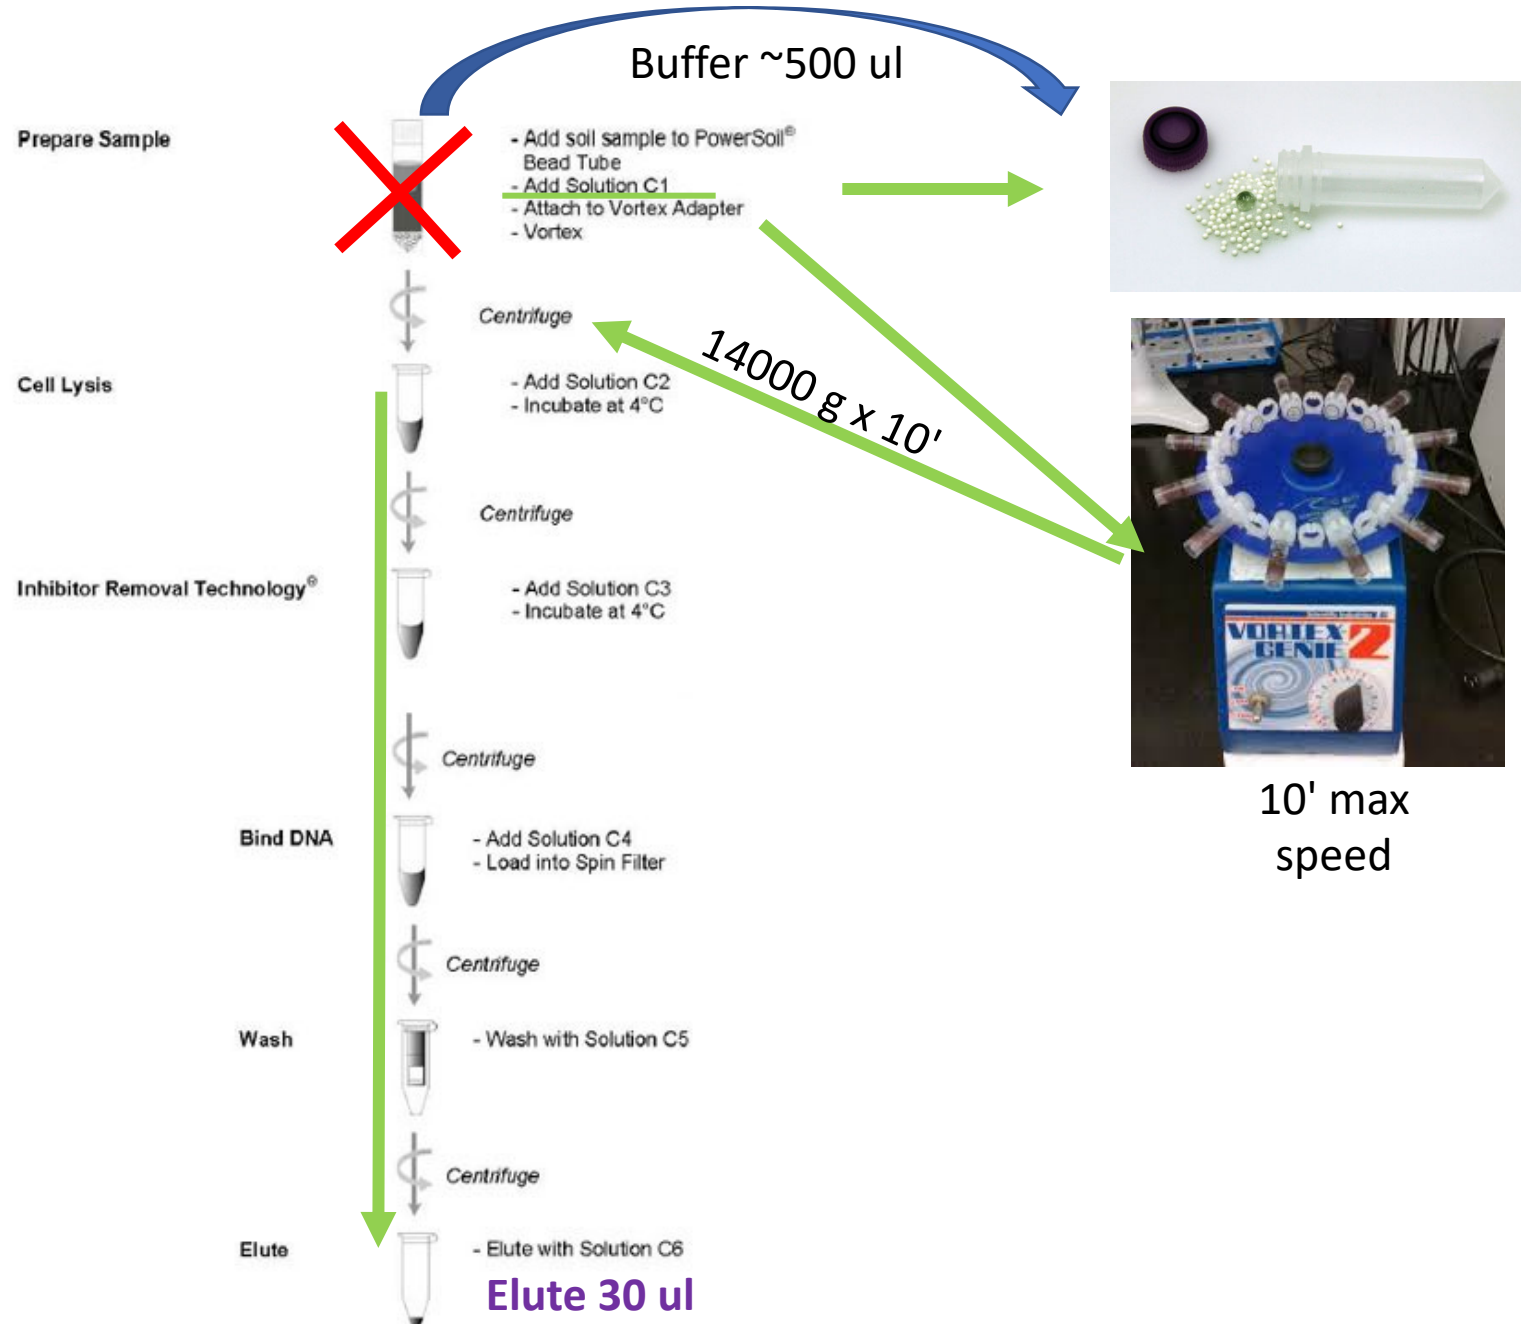 Buffer ~500 ul
Prepare Sample
- Add soil sample to PowerSoil®
Bead Tube
- Add Solution C1
- Attach to Vortex Adapter
- Vortex
Centrifuge
14000 g x 10'
Cell Lysis
- Add Solution C2
- Incubate at 4°C
Centrifuge
Inhibitor Removal Technology®
- Add Solution C3
- Incubate at 4°C
VORTEX-
GENIE 2
10' max
speed
Centrifuge
Bind DNA
- Add Solution C4
- Load into Spin Filter
Centrifuge
Wash
- Wash with Solution C5
Centrifuge
Elute
- Elute with Solution C6
Elute 30 ul